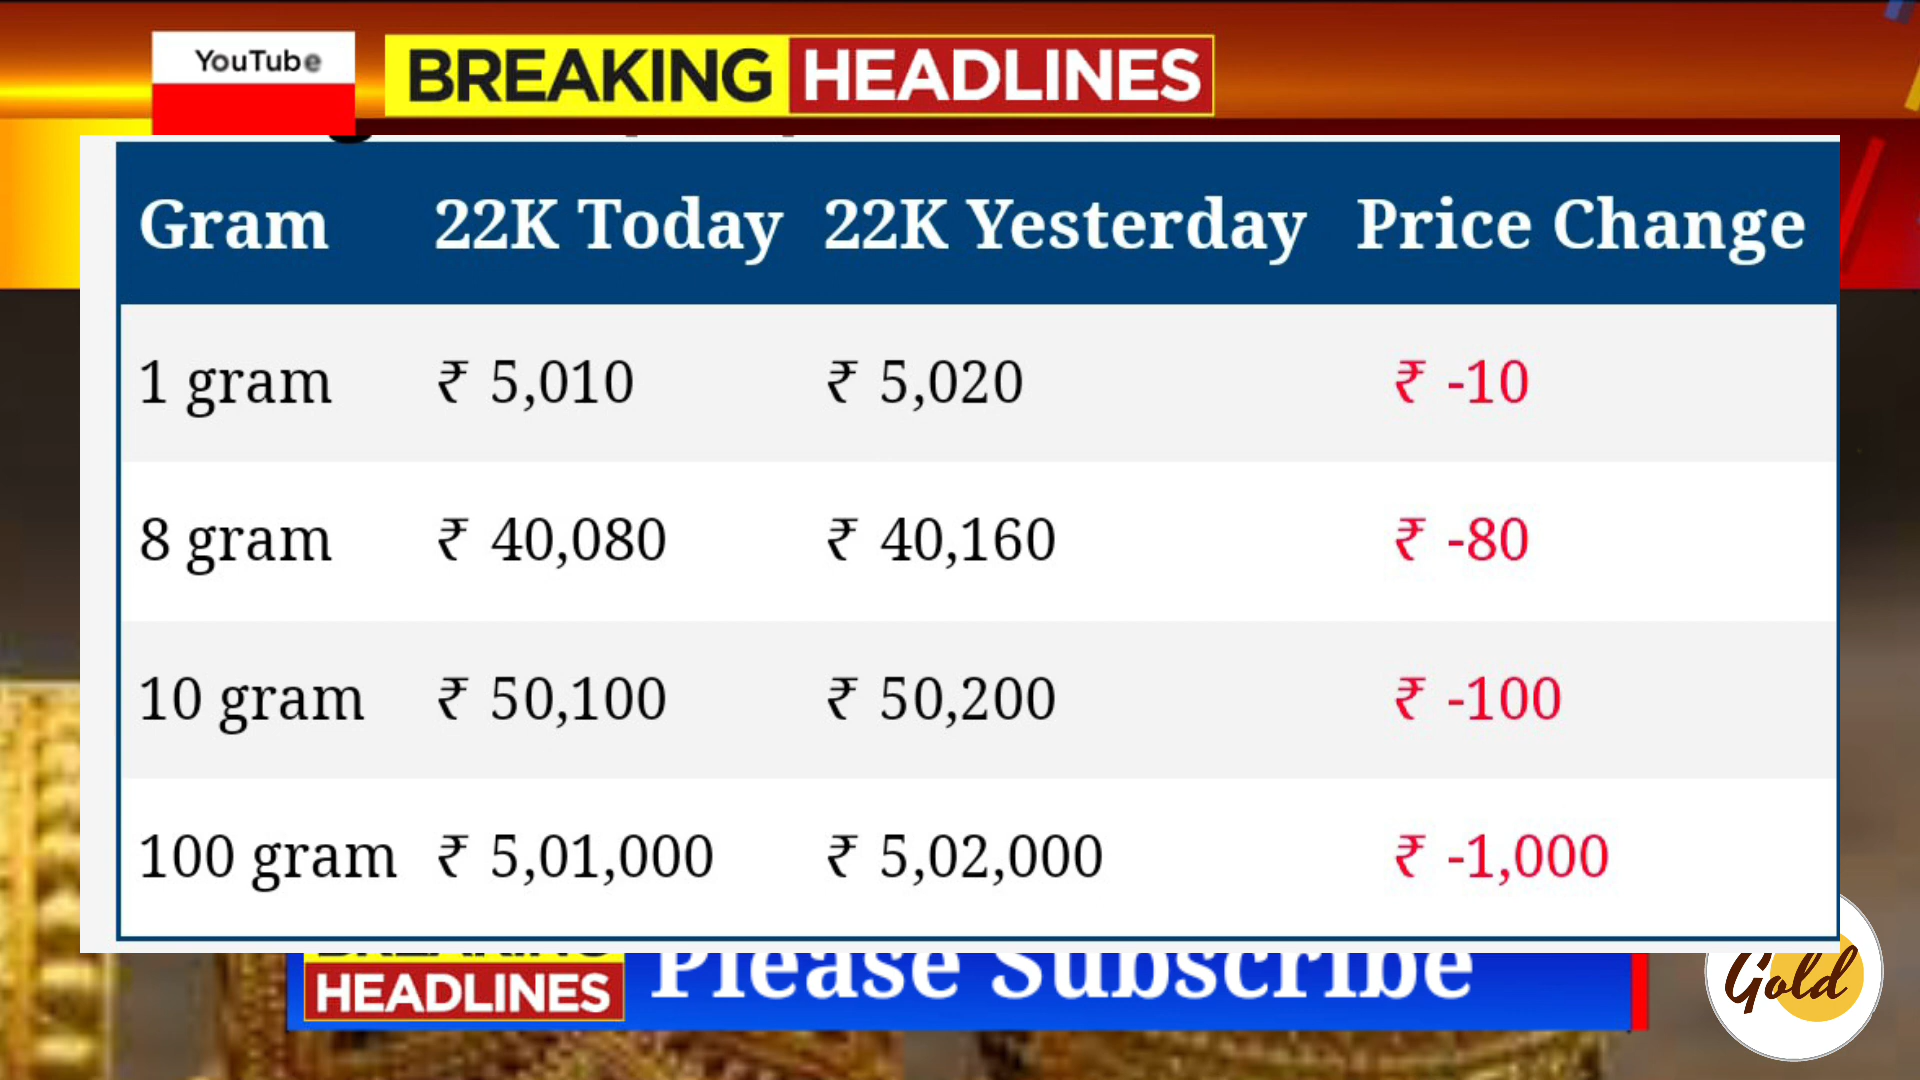 YouTube
BREAKING HEADLINES
Gram 22K Today 22K Yesterday Price Change
1 gram ₹ 5,010 ₹ 5,020 ₹ -10
8 gram ₹ 40,080 ₹ 40,160 ₹ -80
10 gram ₹ 50,100 ₹ 50,200 ₹ -100
100 gram ₹ 5,01,000 ₹ 5,02,000 ₹ -1,000
BREAKING
HEADLINES Please Subscribe
Gold